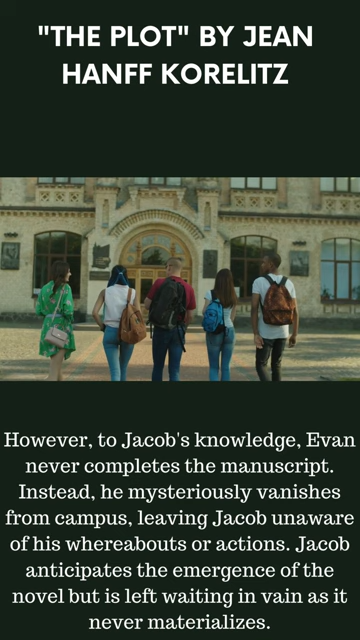 "THE PLOT" BY JEAN
HANFF KORELITZ
However, to Jacob's knowledge, Evan
never completes the manuscript.
Instead, he mysteriously vanishes
from campus, leaving Jacob unaware
of his whereabouts or actions. Jacob
anticipates the emergence of the
novel but is left waiting in vain as it
never materializes.